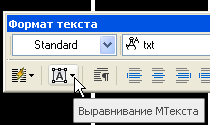 Формат текста
Standard txt
Выравнивание МТекста